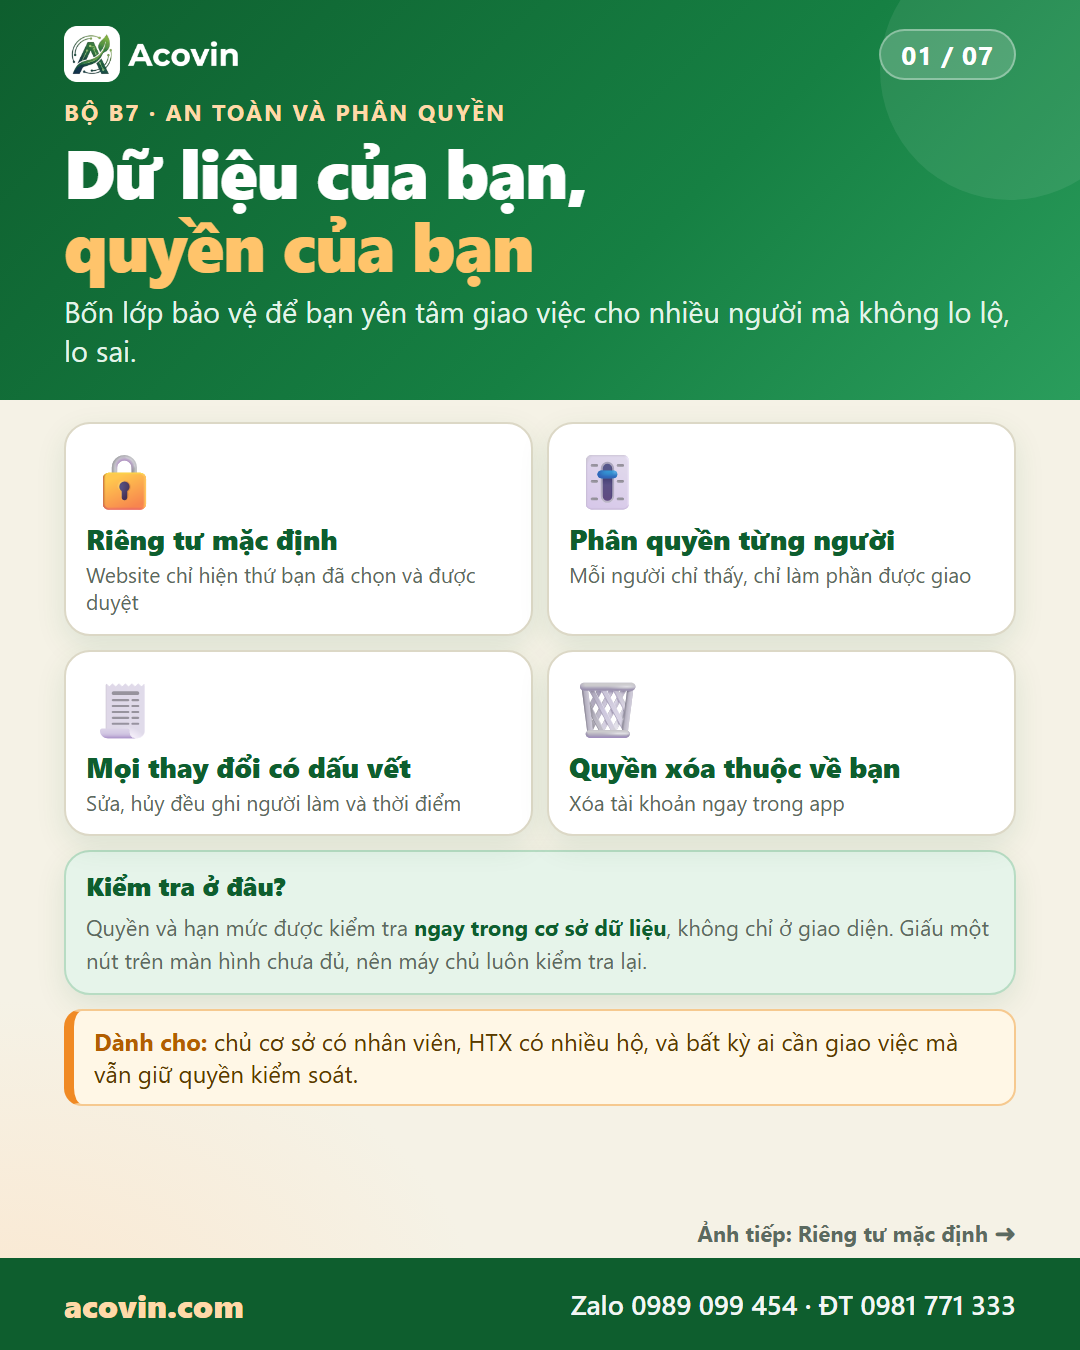 Acovin
01 / 07
BỘ B7 · AN TOÀN VÀ PHÂN QUYỀN
Dữ liệu của bạn,
quyền của bạn
Bốn lớp bảo vệ để bạn yên tâm giao việc cho nhiều người mà không lo lộ,
lo sai.
Riêng tư mặc định
Website chỉ hiện thứ bạn đã chọn và được
duyệt
Phân quyền từng người
Mỗi người chỉ thấy, chỉ làm phần được giao
Mọi thay đổi có dấu vết
Sửa, hủy đều ghi người làm và thời điểm
Quyền xóa thuộc về bạn
Xóa tài khoản ngay trong app
Kiểm tra ở đâu?
Quyền và hạn mức được kiểm tra ngay trong cơ sở dữ liệu, không chỉ ở giao diện. Giấu một
nút trên màn hình chưa đủ, nên máy chủ luôn kiểm tra lại.
Dành cho: chủ cơ sở có nhân viên, HTX có nhiều hộ, và bất kỳ ai cần giao việc mà
vẫn giữ quyền kiểm soát.
Ảnh tiếp: Riêng tư mặc định ➜
acovin.com
Zalo 0989 099 454 · ĐT 0981 771 333